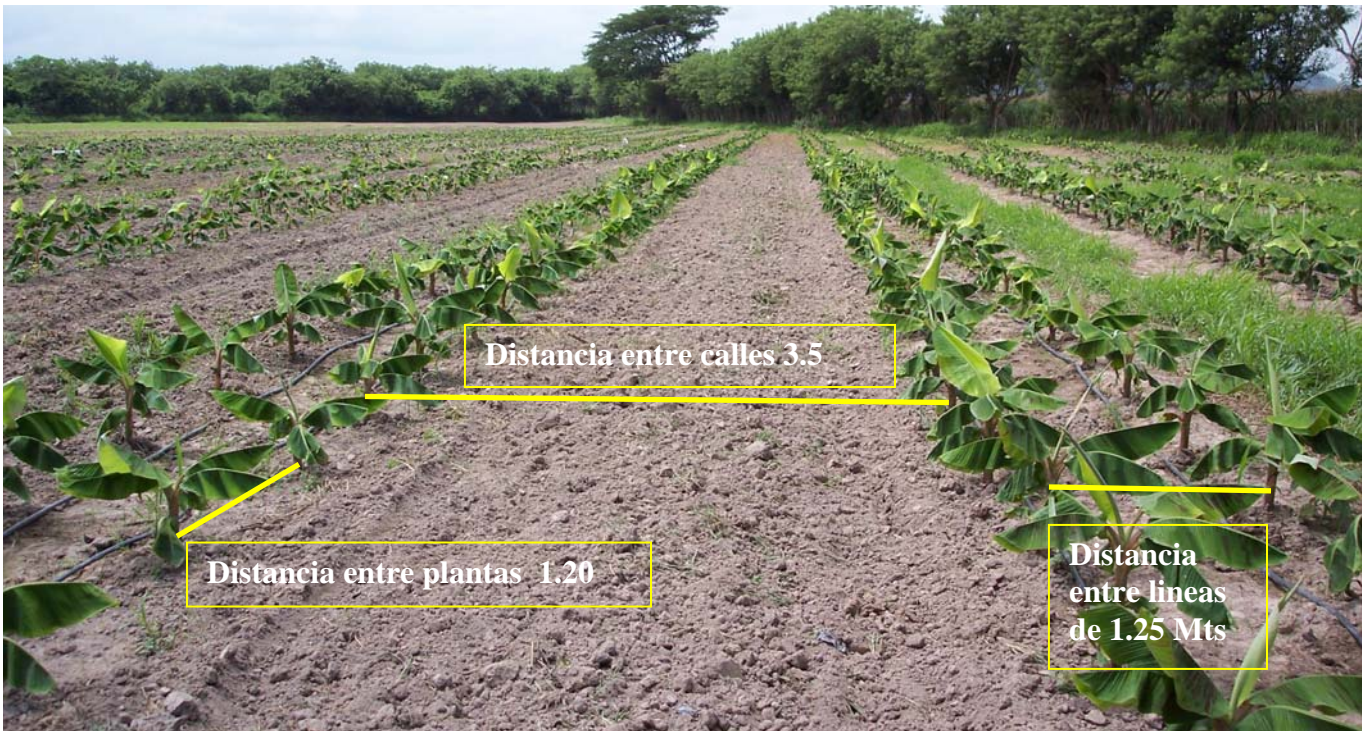 Distancia entre calles 3.5
Distancia entre plantas 1.20
Distancia
entre lineas
de 1.25 Mts